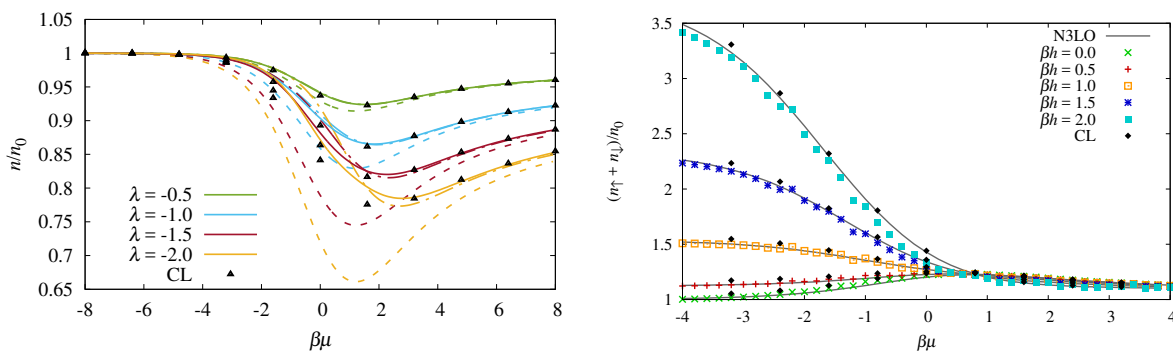 1.05
1
0.95
0.9
0.85
0.8
0.75
0.7
0.65
n/n0
λ = -0.5
λ = -1.0
λ = -1.5
λ = -2.0
CL
-8 -6 -4 -2 0 2 4 6 8
βμ
3.5
3
2.5
2
1.5
1
(n↑ + n↓)/n0
N3LO
βh = 0.0
βh = 0.5
βh = 1.0
βh = 1.5
βh = 2.0
CL
-4 -3 -2 -1 0 1 2 3 4
βμ